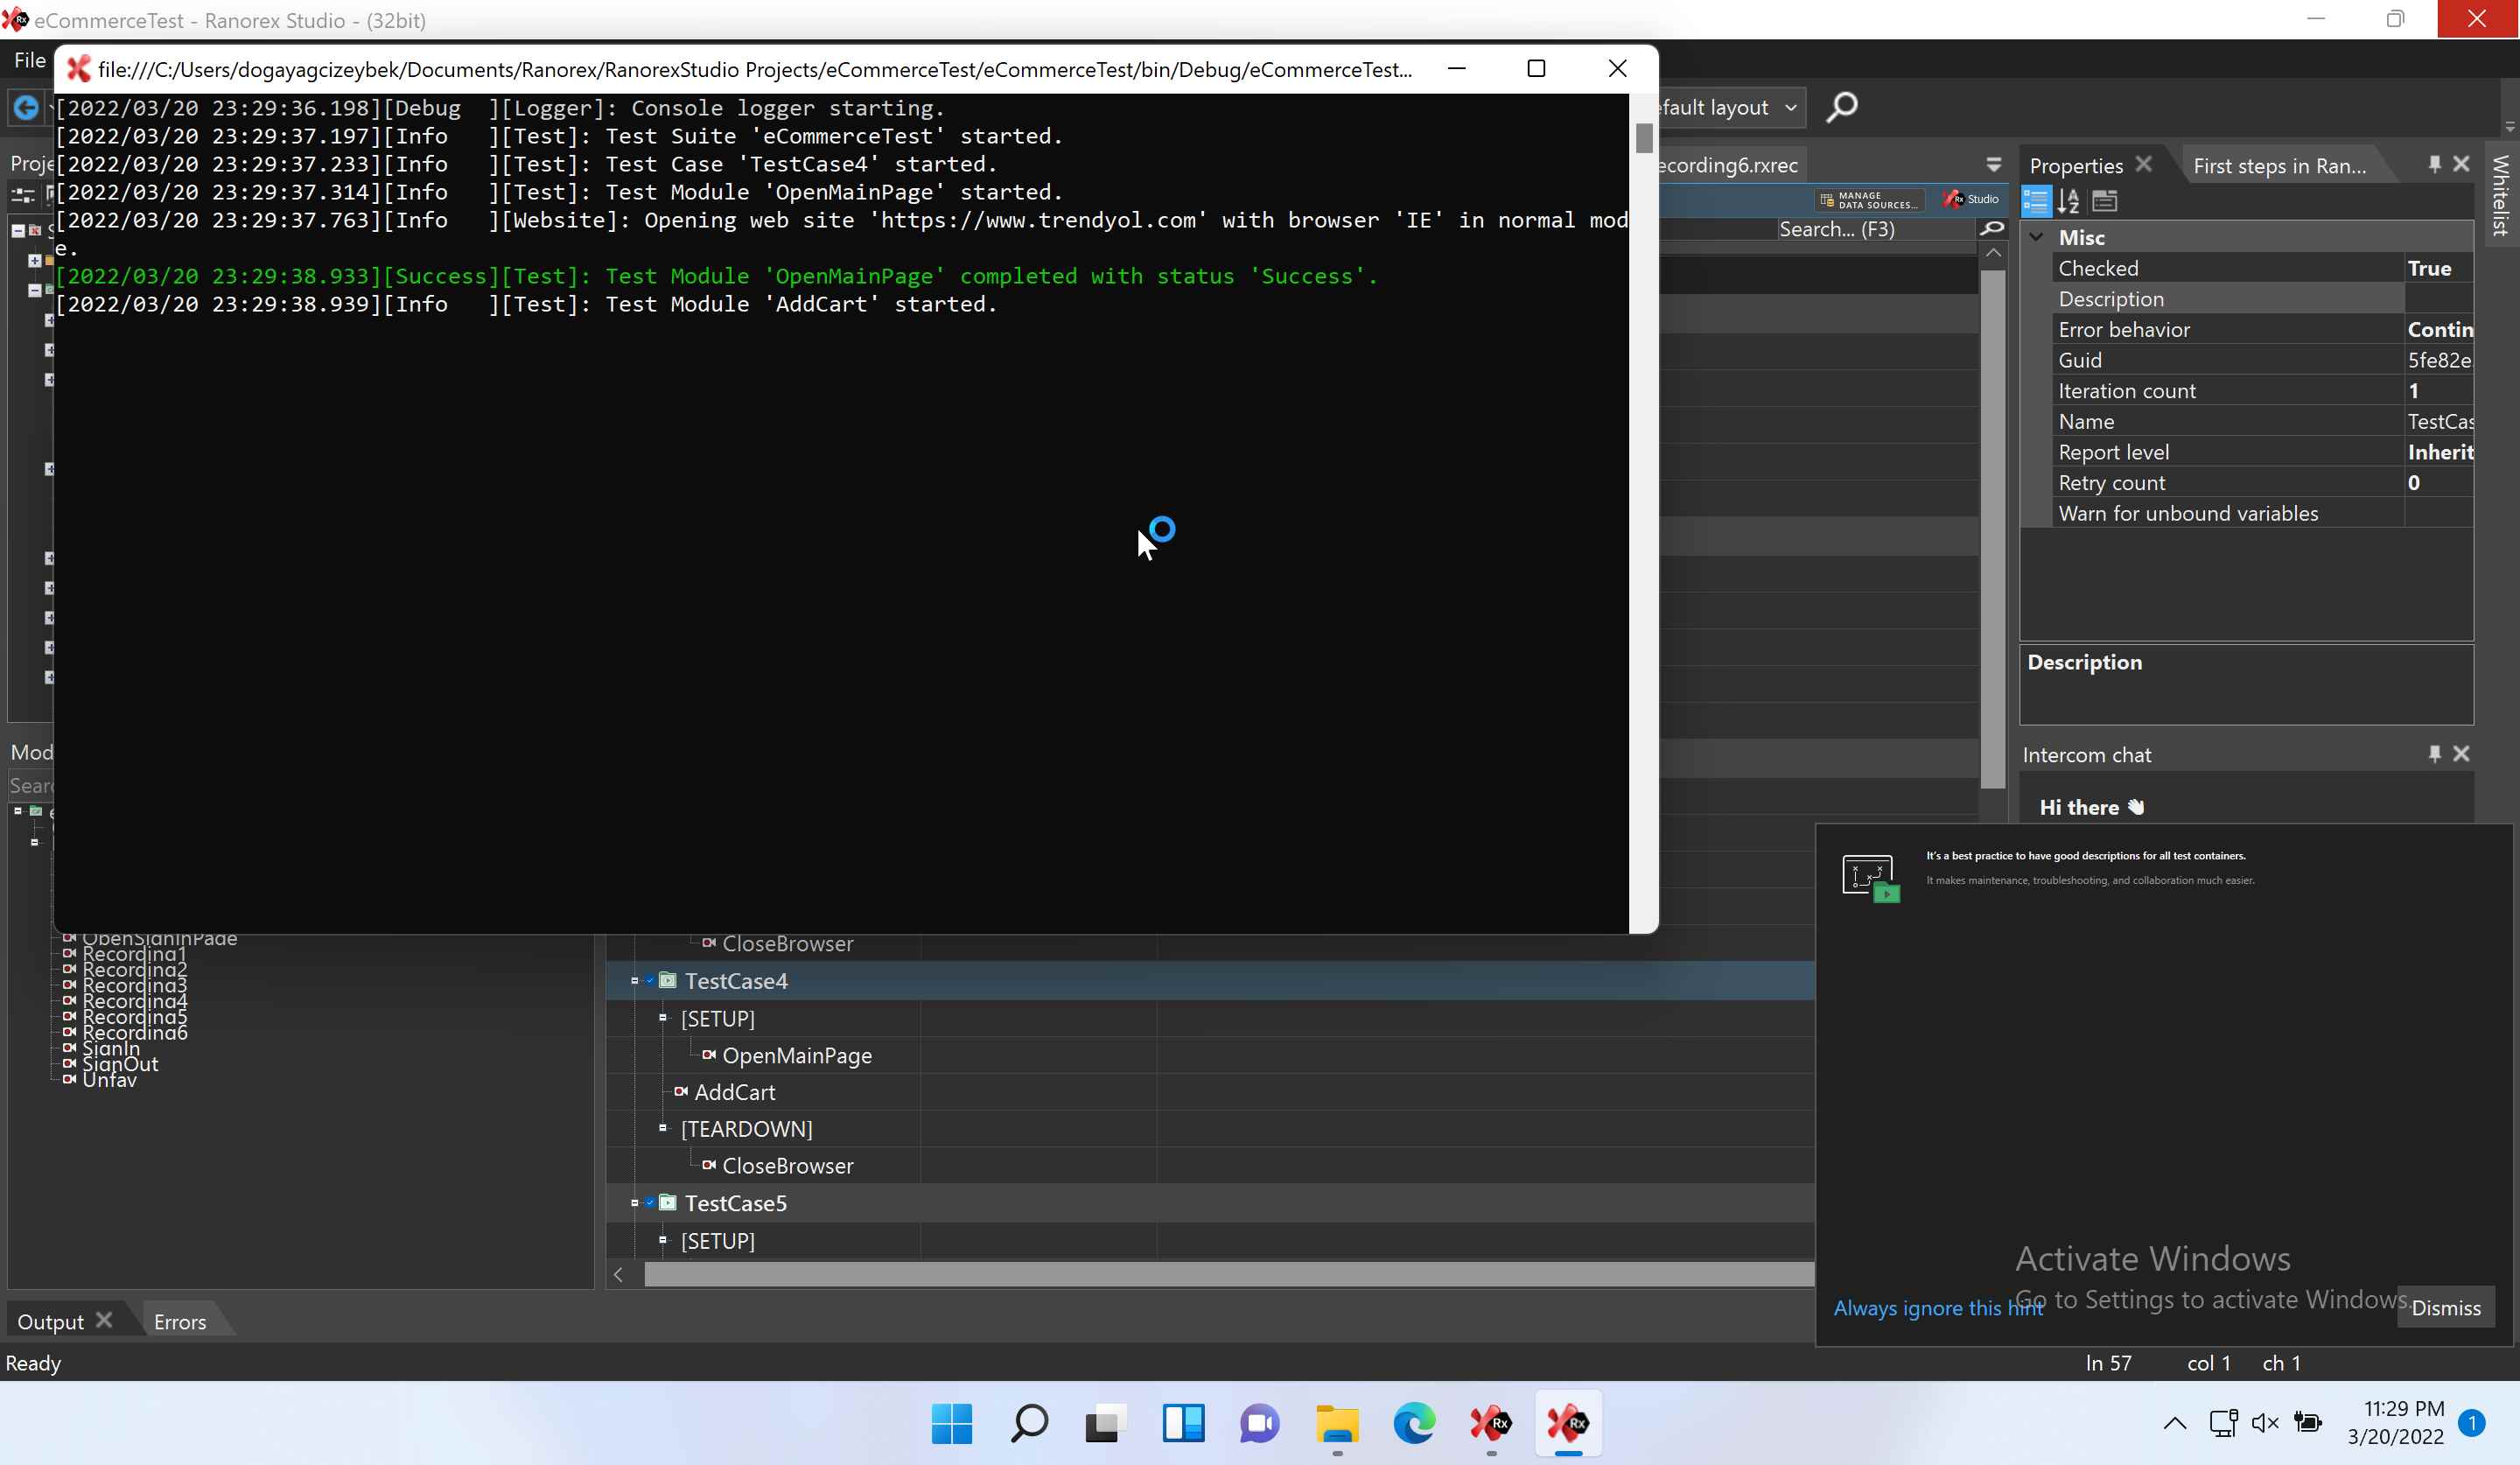 eCommerceTest - Ranorex Studio - (32bit)
File
file:///C:/Users/dogayagcizeybek/Documents/Ranorex/RanorexStudio Projects/eCommerceTest/eCommerceTest/bin/Debug/eCommerceTest...
[2022/03/20 23:29:36.198][Debug  ][Logger]: Console logger starting.
[2022/03/20 23:29:37.197][Info   ][Test]: Test Suite 'eCommerceTest' started.
[2022/03/20 23:29:37.233][Info   ][Test]: Test Case 'TestCase4' started.
[2022/03/20 23:29:37.314][Info   ][Test]: Test Module 'OpenMainPage' started.
[2022/03/20 23:29:37.763][Info   ][Website]: Opening web site 'https://www.trendyol.com' with browser 'IE' in normal mod
e.
[2022/03/20 23:29:38.933][Success][Test]: Test Module 'OpenMainPage' completed with status 'Success'.
[2022/03/20 23:29:38.939][Info   ][Test]: Test Module 'AddCart' started.
efault layout
Proje
ecording6.rxrec
MANAGE
DATA SOURCES...
Studio
Search... (F3)
Properties
First steps in Ran...
Whitelist
Misc
Checked True
Description
Error behavior Contin
Guid 5fe82e
Iteration count 1
Name TestCas
Report level Inherit
Retry count 0
Warn for unbound variables
Description
Intercom chat
Hi there 👋
Mod
Sear
OpenSignInPage
Recording1
Recording2
Recording3
Recording4
Recording5
Recording6
SignIn
SignOut
Unfav
CloseBrowser
TestCase4
[SETUP]
OpenMainPage
AddCart
[TEARDOWN]
CloseBrowser
TestCase5
[SETUP]
It's a best practice to have good descriptions for all test containers.
It makes maintenance, troubleshooting, and collaboration much easier.
Activate Windows
Go to Settings to activate Windows.
Always ignore this hint
Dismiss
Output
Errors
Ready
ln 57
col 1
ch 1
11:29 PM
3/20/2022
1